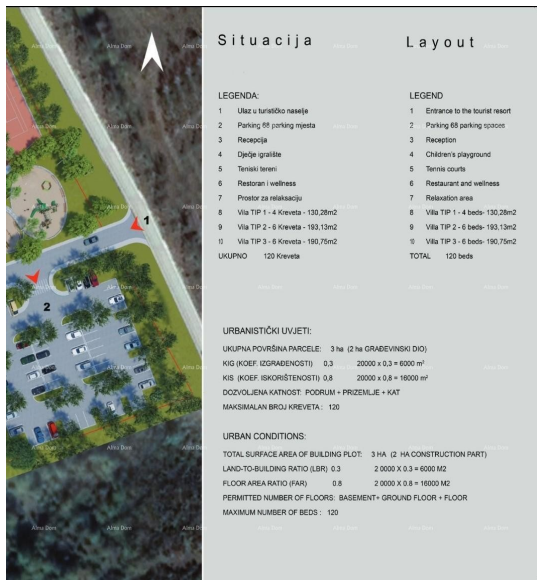 Situacija Layout
LEGENDA: LEGEND
1 Ulaz u turističko naselje 1 Entrance to the tourist resort
2 Parking 68 parking mjesta 2 Parking 68 parking spaces
3 Recepcija 3 Reception
4 Dječje igralište 4 Children's playground
5 Teniski tereni 5 Tennis courts
6 Restoran i wellness 6 Restaurant and wellness
7 Prostor za relaksaciju 7 Relaxation area
8 Vila TIP 1 - 4 Kreveta - 130,28m2 8 Villa TIP 1 - 4 beds- 130,28m2
9 Vila TIP 2 - 6 Kreveta - 193,13m2 9 Villa TIP 2 - 6 beds- 193,13m2
10 Vila TIP 3 - 6 Kreveta - 190,75m2 10 Villa TIP 3 - 6 beds- 190,75m2
UKUPNO 120 Kreveta TOTAL 120 beds
1
2
URBANISTIČKI UVJETI:
UKUPNA POVRŠINA PARCELE: 3 ha (2 ha GRAĐEVINSKI DIO)
KIG (KOEF. IZGRAĐENOSTI) 0,3 20000 x 0,3 = 6000 m²
KIS (KOEF. ISKORIŠTENOSTI) 0,8 20000 x 0,8 = 16000 m²
DOZVOLJENA KATNOST: PODRUM + PRIZEMLJE + KAT
MAKSIMALAN BROJ KREVETA : 120
URBAN CONDITIONS:
TOTAL SURFACE AREA OF BUILDING PLOT: 3 HA (2 HA CONSTRUCTION PART)
LAND-TO-BUILDING RATIO (LBR) 0.3 2 0000 X 0.3 = 6000 M2
FLOOR AREA RATIO (FAR) 0.8 2 0000 X 0.8 = 16000 M2
PERMITTED NUMBER OF FLOORS: BASEMENT+ GROUND FLOOR + FLOOR
MAXIMUM NUMBER OF BEDS : 120
Alma Dom